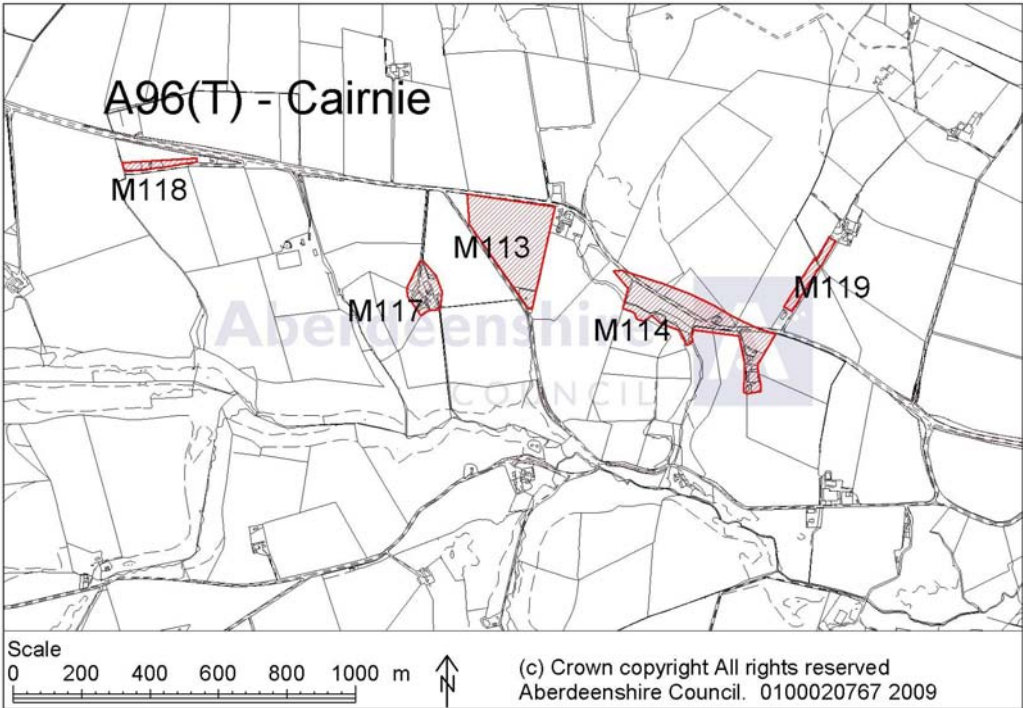 A96(T) - Cairnie
M118
M113
M117
M119
M114
Aberdeenshire
COUNCIL
Scale
0 200 400 600 800 1000 m
N
(c) Crown copyright All rights reserved
Aberdeenshire Council. 0100020767 2009